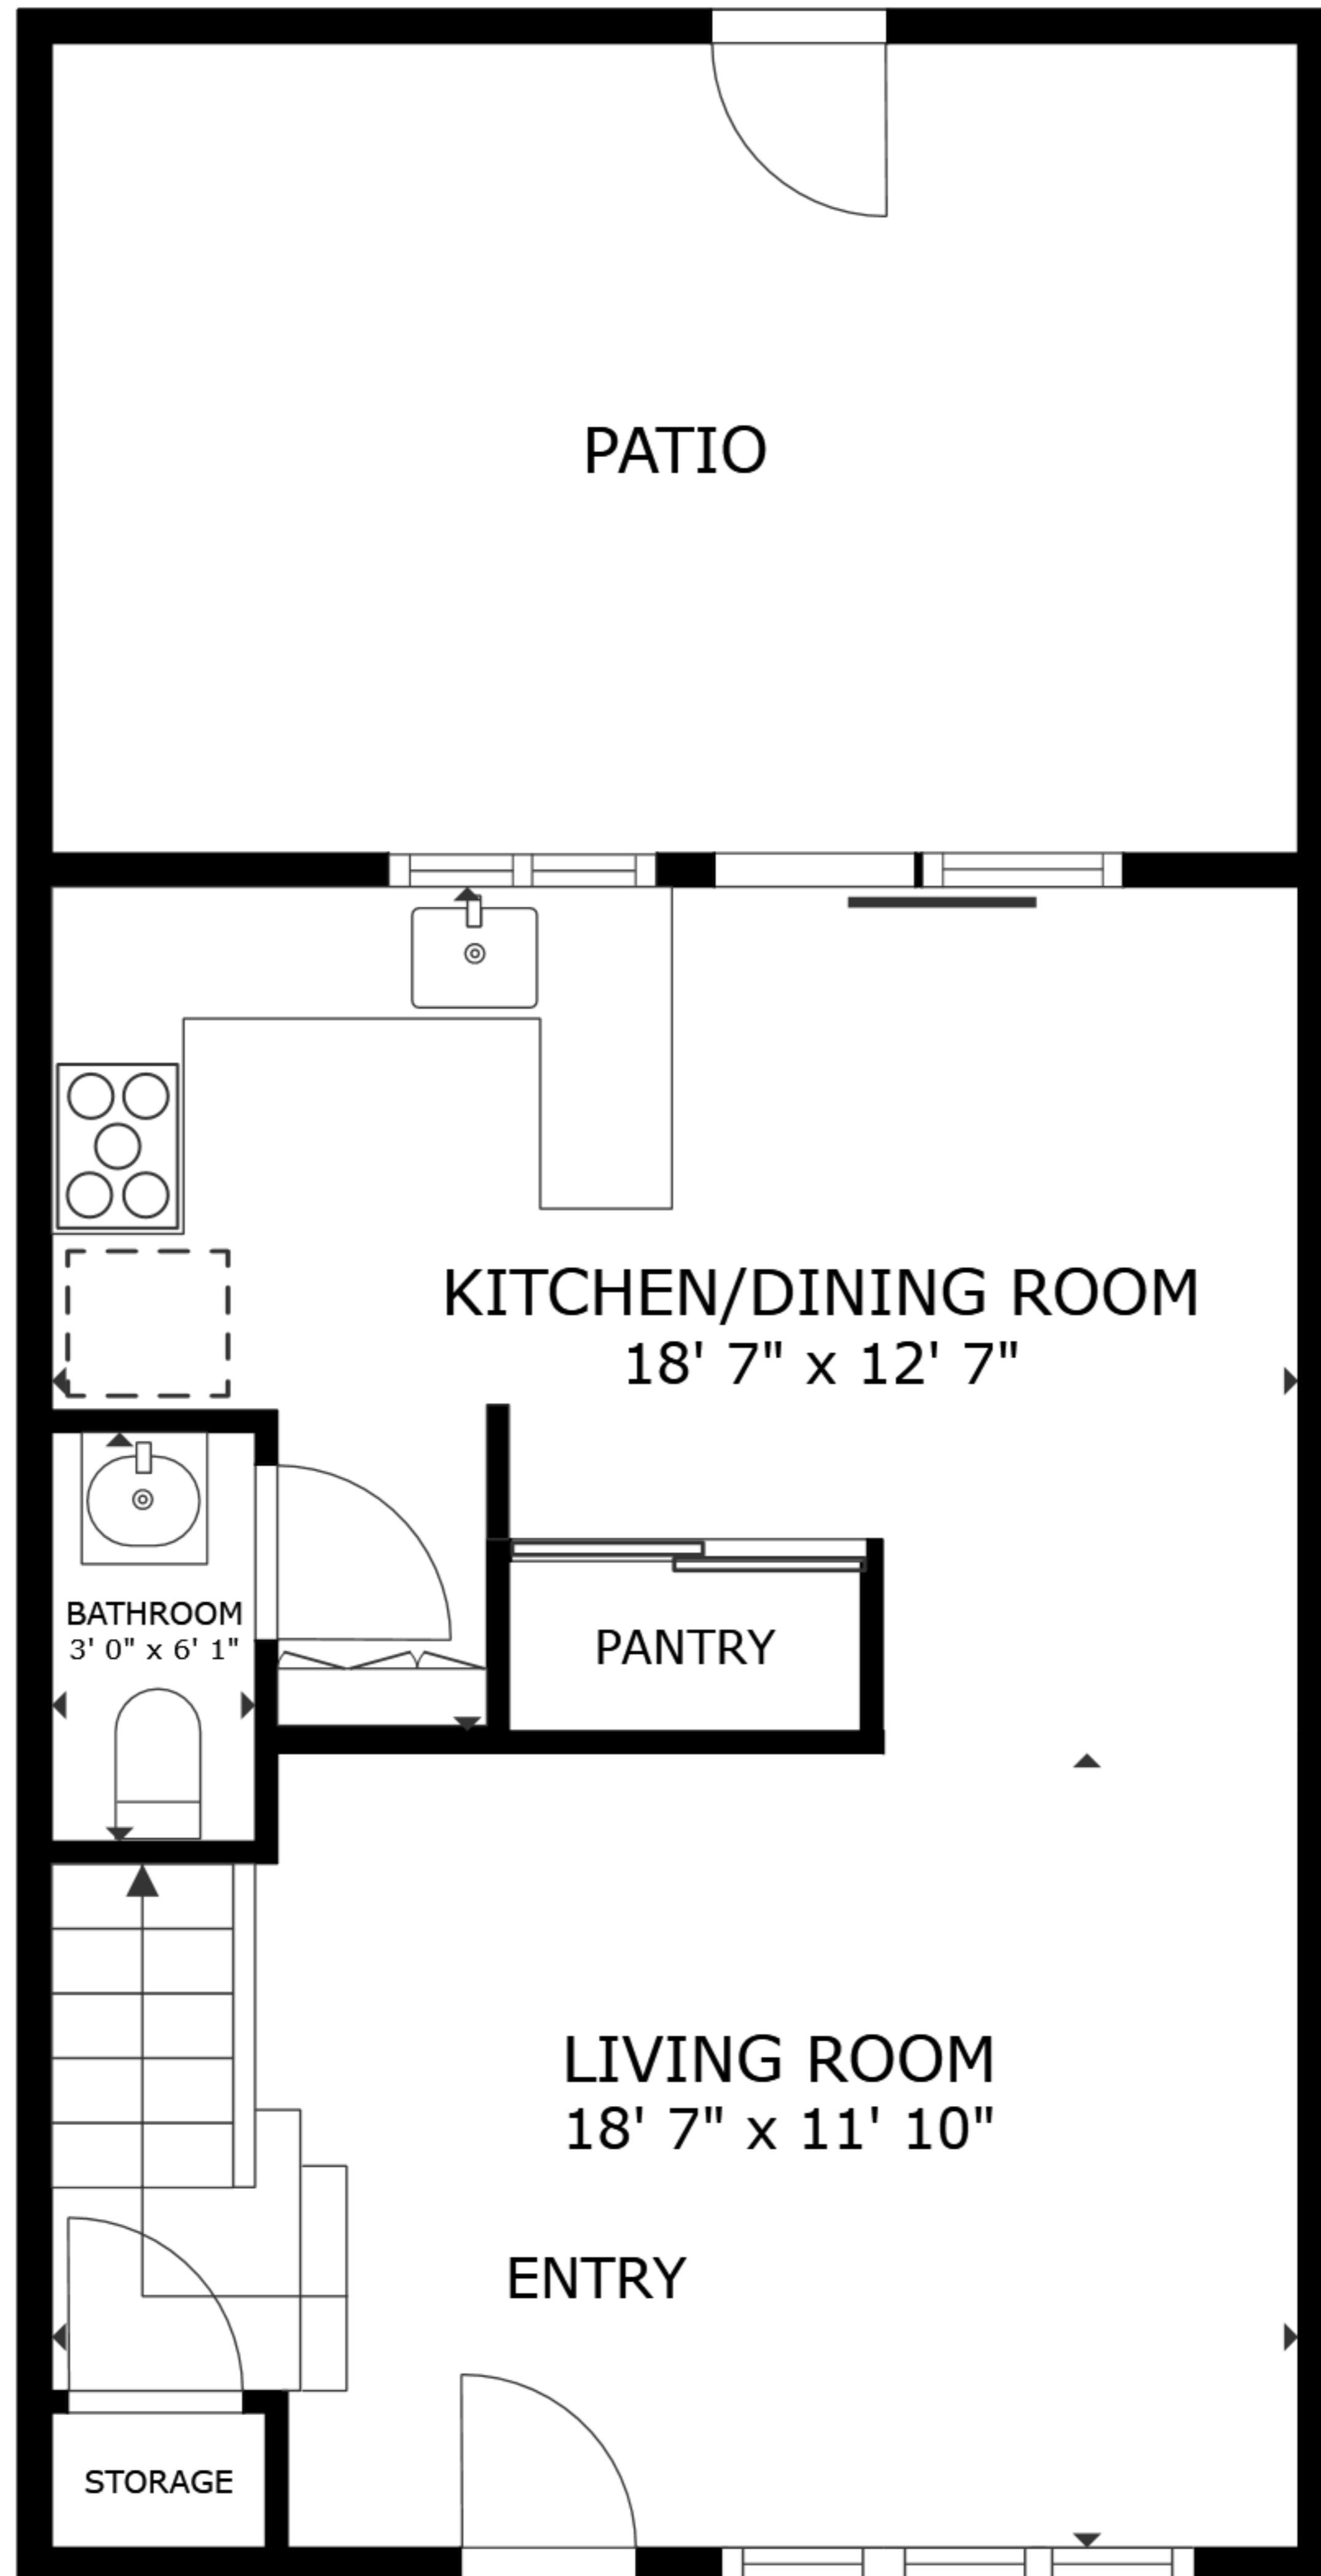 PATIO
KITCHEN/DINING ROOM
18' 7" x 12' 7"
BATHROOM
3' 0" x 6' 1"
PANTRY
LIVING ROOM
18' 7" x 11' 10"
ENTRY
STORAGE